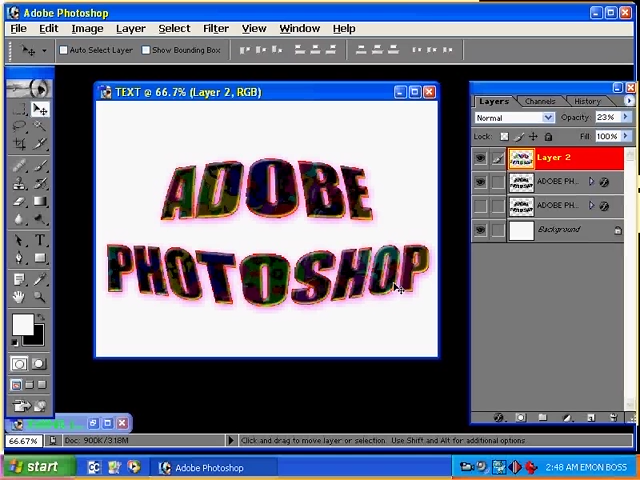 Adobe Photoshop
File Edit Image Layer Select Filter View Window Help
Auto Select Layer Show Bounding Box
TEXT @ 66.7% (Layer 2, RGB)
ADOBE
PHOTOSHOP
Layers Channels History
Normal Opacity: 23%
Lock: Fill: 100%
Layer 2
ADOBE PH...
ADOBE PH...
Background
66.67% Doc: 900K/3.18M Click and drag to move layer or selection. Use Shift and Alt for additional options
start Adobe Photoshop 2:48 AM EMON BOSS